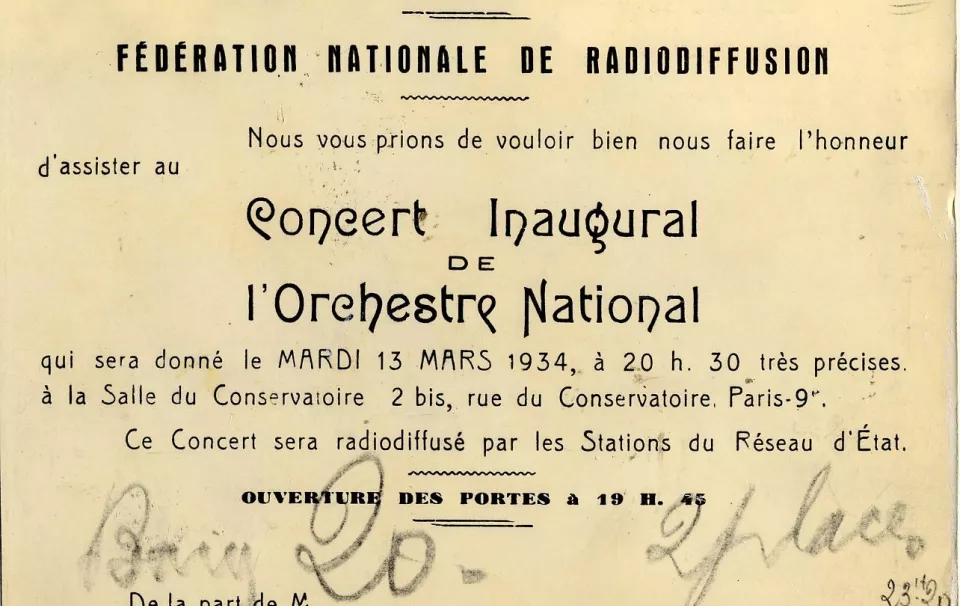 FÉDÉRATION NATIONALE DE RADIODIFFUSION
Nous vous prions de vouloir bien nous faire l'honneur
d'assister au
Concert Inaugural
DE
l'Orchestre National
qui sera donné le MARDI 13 MARS 1934, à 20 h. 30 très précises.
à la Salle du Conservatoire 2 bis, rue du Conservatoire, Paris-9e.
Ce Concert sera radiodiffusé par les Stations du Réseau d'État.
OUVERTURE DES PORTES à 19 H. 45
20 - 2 places
De la part de M